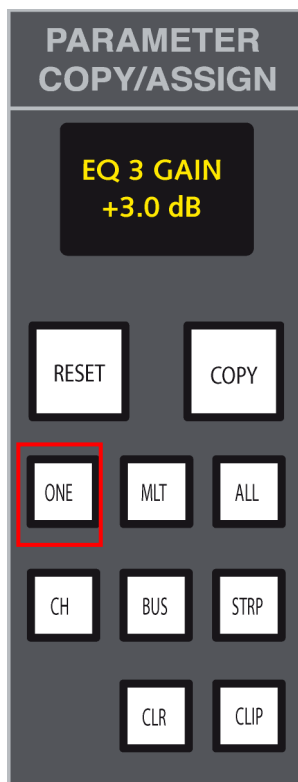 PARAMETER
COPY/ASSIGN
EQ 3 GAIN
+3.0 dB
RESET COPY
ONE MLT ALL
CH BUS STRP
CLR CLIP